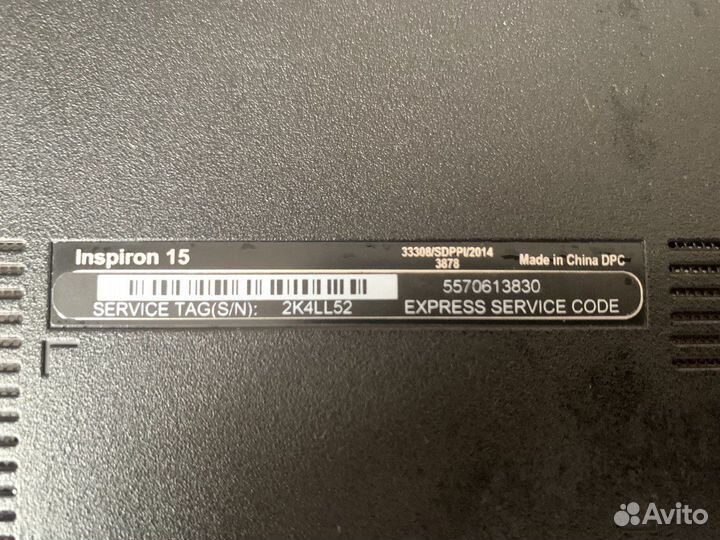 Inspiron 15
33308/SDPPI/2014
3878
Made in China DPC
5570613830
SERVICE TAG(S/N): 2K4LL52 EXPRESS SERVICE CODE
Avito